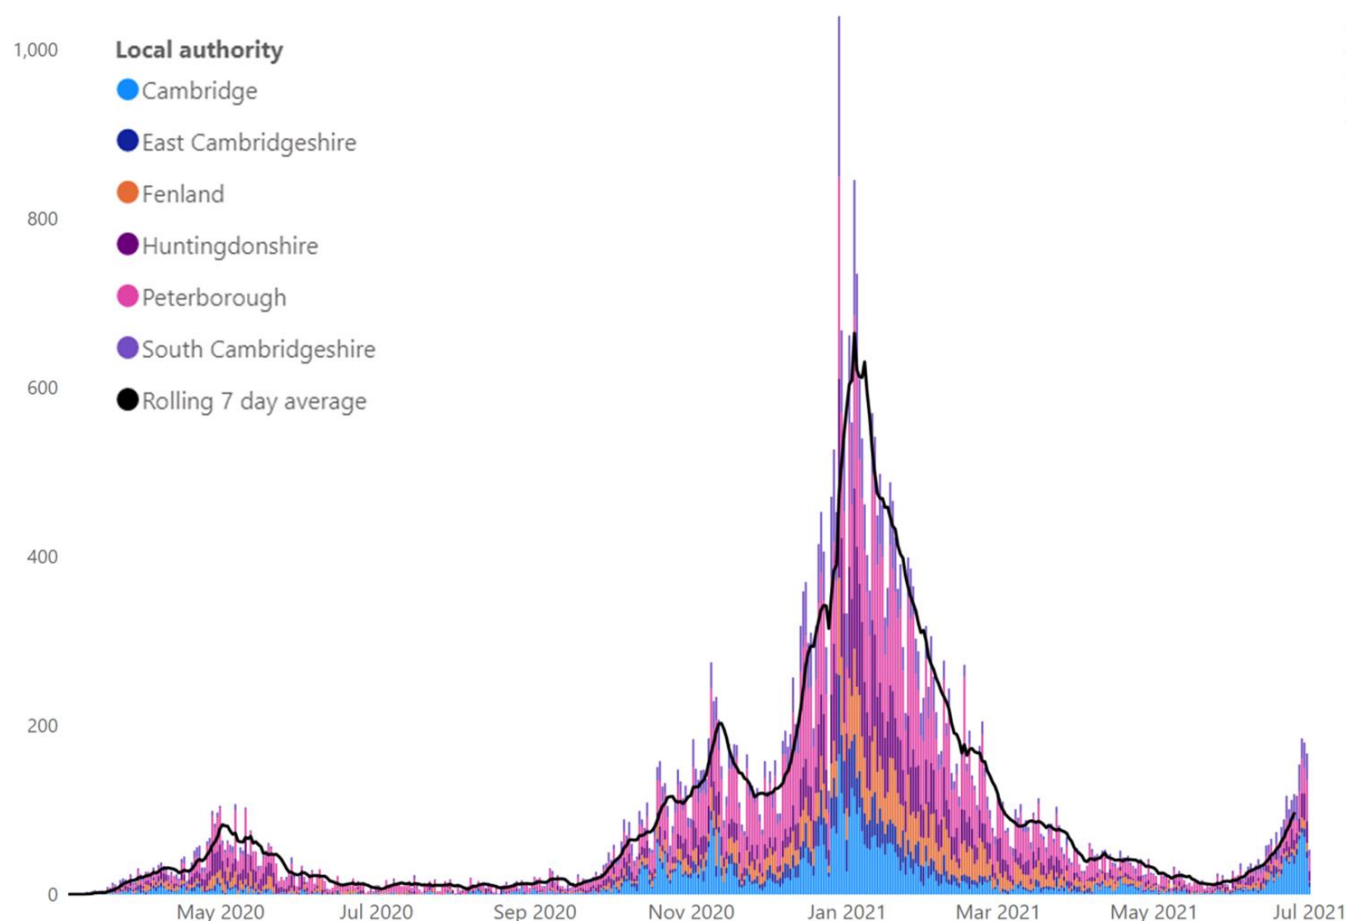 1,000
Local authority
Cambridge
East Cambridgeshire
Fenland
800
Huntingdonshire
Peterborough
South Cambridgeshire
600
Rolling 7 day average
400
200
0
May 2020 Jul 2020 Sep 2020 Nov 2020 Jan 2021 Mar 2021 May 2021 Jul 2021